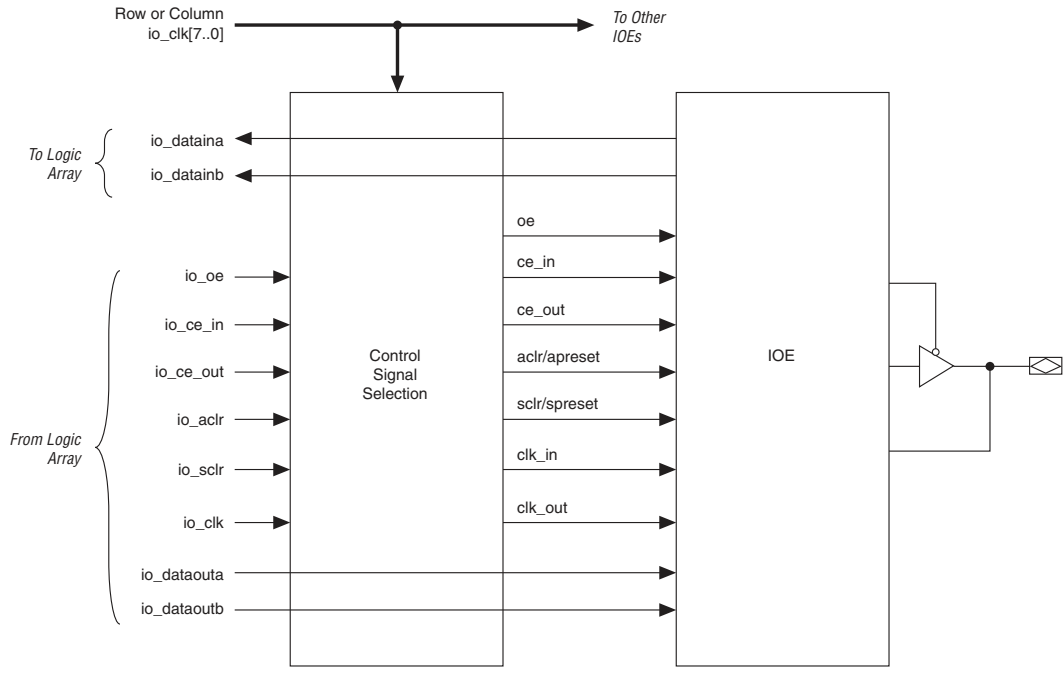 Row or Column
io_clk[7..0]
To Other
IOEs
To Logic
Array
io_dataina
io_datainb
From Logic
Array
io_oe
io_ce_in
io_ce_out
io_aclr
io_sclr
io_clk
io_dataouta
io_dataoutb
Control
Signal
Selection
oe
ce_in
ce_out
aclr/apreset
sclr/spreset
clk_in
clk_out
IOE